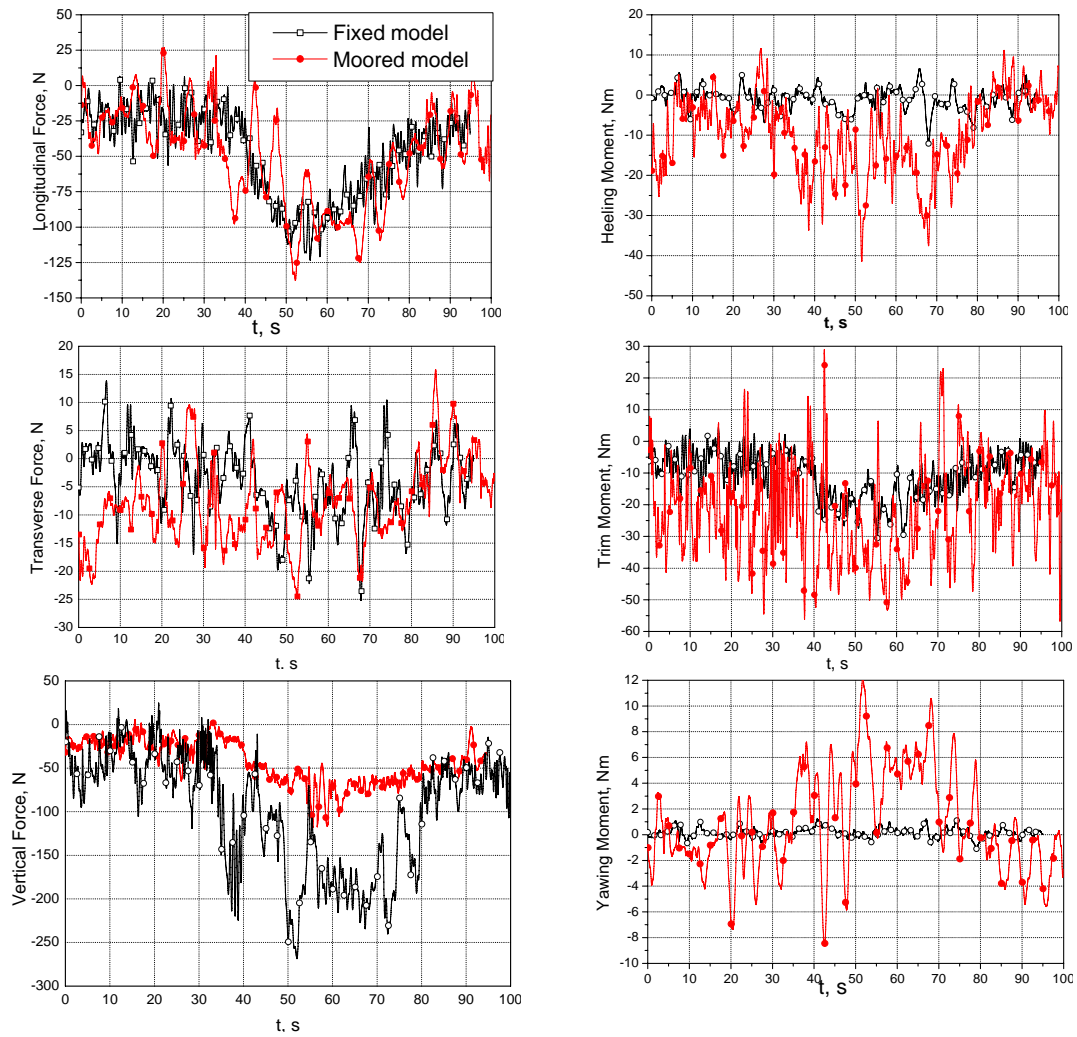 Fixed model
Moored model
50
25
0
-25
-50
-75
-100
-125
-150
Longitudinal Force, N
0 10 20 30 40 50 60 70 80 90 100
t, s
20
10
0
-10
-20
-30
-40
-50
Heeling Moment, Nm
0 10 20 30 40 50 60 70 80 90 100
t, s
20
15
10
5
0
-5
-10
-15
-20
-25
-30
Transverse Force, N
0 10 20 30 40 50 60 70 80 90 100
t, s
30
20
10
0
-10
-20
-30
-40
-50
-60
Trim Moment, Nm
0 10 20 30 40 50 60 70 80 90 100
t, s
50
0
-50
-100
-150
-200
-250
-300
Vertical Force, N
0 10 20 30 40 50 60 70 80 90 100
t, s
12
10
8
6
4
2
0
-2
-4
-6
-8
-10
Yawing Moment, Nm
0 10 20 30 40 50 60 70 80 90 100
t, s